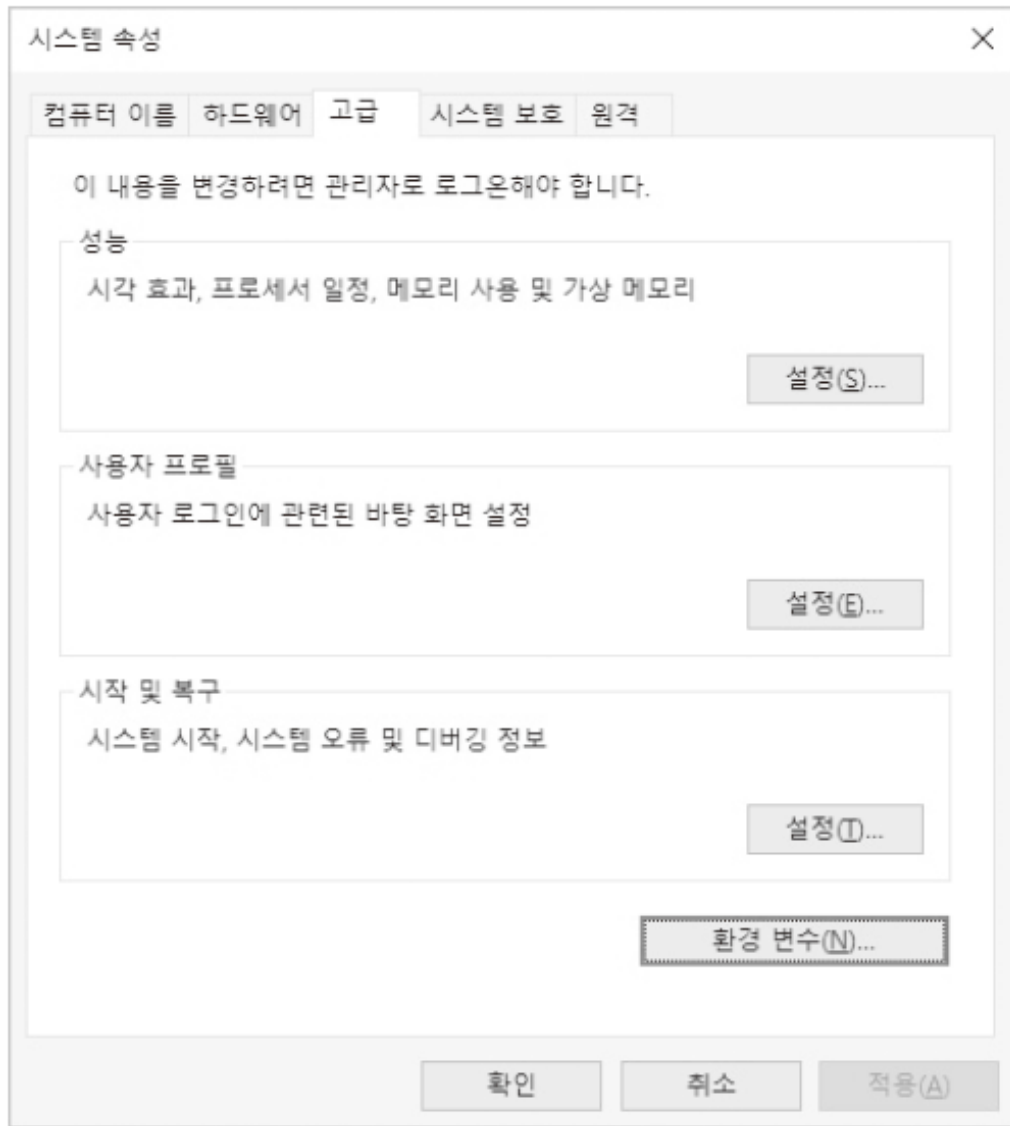 시스템 속성
컴퓨터 이름 하드웨어 고급 시스템 보호 원격
이 내용을 변경하려면 관리자로 로그온해야 합니다.
성능
시각 효과, 프로세서 일정, 메모리 사용 및 가상 메모리
설정(S)...
사용자 프로필
사용자 로그인에 관련된 바탕 화면 설정
설정(E)...
시작 및 복구
시스템 시작, 시스템 오류 및 디버깅 정보
설정(T)...
환경 변수(N)...
확인 취소 적용(A)